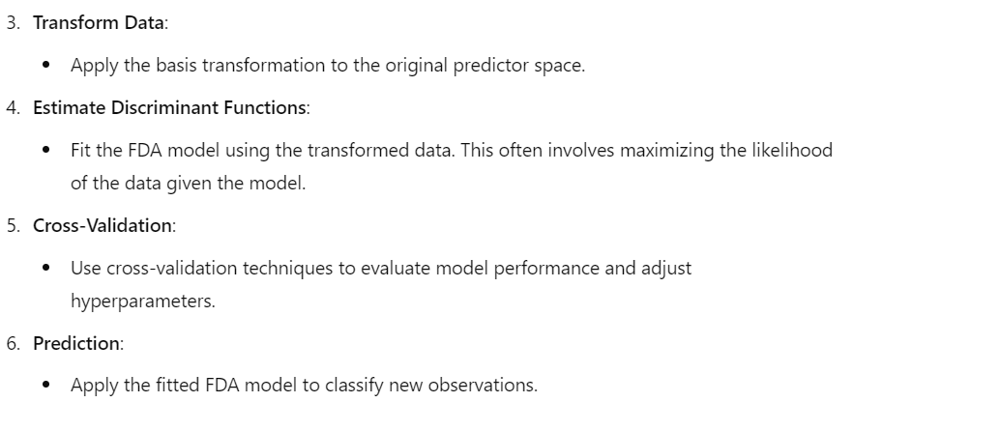 3. Transform Data:
• Apply the basis transformation to the original predictor space.
4. Estimate Discriminant Functions:
• Fit the FDA model using the transformed data. This often involves maximizing the likelihood
of the data given the model.
5. Cross-Validation:
• Use cross-validation techniques to evaluate model performance and adjust
hyperparameters.
6. Prediction:
• Apply the fitted FDA model to classify new observations.